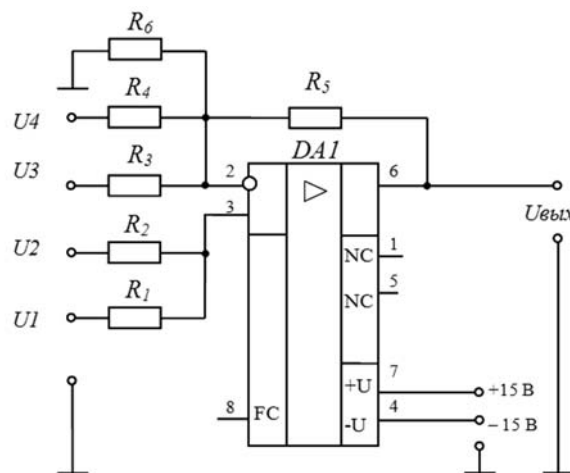 R6
R4
U4
R5
DA1
R3
U3
2
6
3
Uвых
R2
U2
NC
1
R1
U1
NC
5
+U
7
+15 В
8
FC
-U
4
−15 В